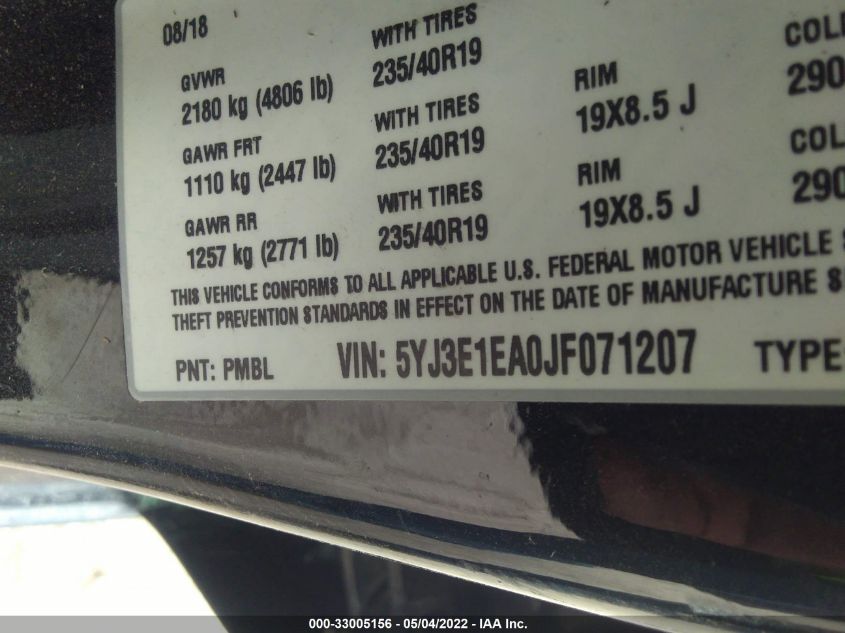 08/18 WITH TIRES COL
GVWR 235/40R19 RIM 290
2180 kg (4806 lb) 19X8.5 J
GAWR FRT WITH TIRES COL
1110 kg (2447 lb) 235/40R19 RIM 290
GAWR RR WITH TIRES 19X8.5 J
1257 kg (2771 lb) 235/40R19
THIS VEHICLE CONFORMS TO ALL APPLICABLE U.S. FEDERAL MOTOR VEHICLE S
THEFT PREVENTION STANDARDS IN EFFECT ON THE DATE OF MANUFACTURE S
PNT: PMBL VIN: 5YJ3E1EA0JF071207 TYPE:
000-33005156 - 05/04/2022 - IAA Inc.